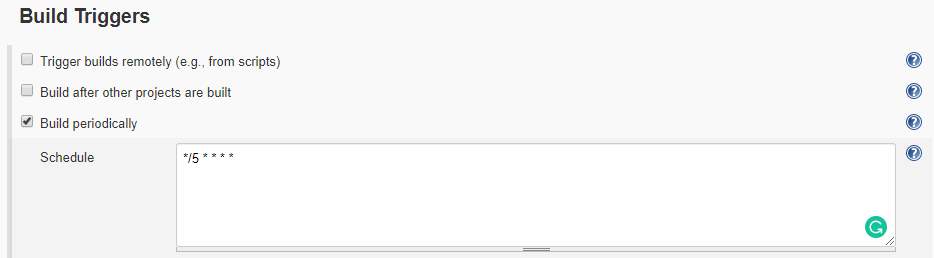 Build Triggers
Trigger builds remotely (e.g., from scripts)
Build after other projects are built
Build periodically
Schedule */5 * * * *